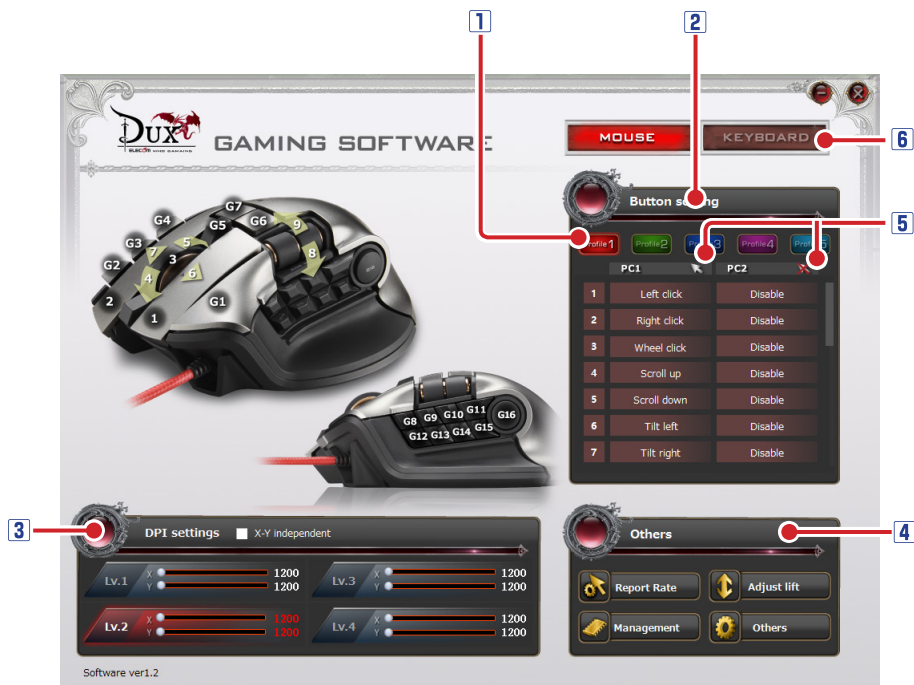 1 2
DUX
ELECOM MMO GAMING
GAMING SOFTWARE
MOUSE KEYBOARD
6
Button setting
5
1
Profile1 Profile2 3 Profile4
PC1 PC2
1 Left click Disable
2 Right click Disable
3 Wheel click Disable
4 Scroll up Disable
5 Scroll down Disable
6 Tilt left Disable
7 Tilt right Disable
G7
G4 G5 G6 9
G3 7 5
G2 4 3 6 8
2 1 G1
G8 G9 G10 G11 G16
G12 G13 G14 G15
3
DPI settings X-Y independent
Lv.1 X 1200
Y 1200
Lv.3 X 1200
Y 1200
Lv.2 X 1200
Y 1200
Lv.4 X 1200
Y 1200
4
Others
Report Rate Adjust lift
Management Others
Software ver1.2